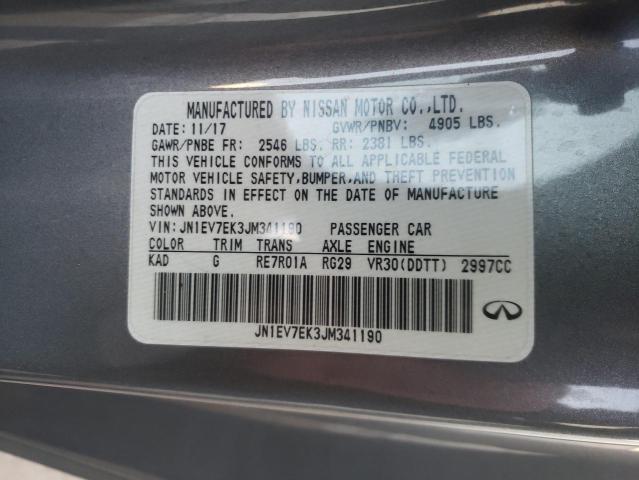 MANUFACTURED BY NISSAN MOTOR CO.,LTD.
DATE: 11/17 GVWR/PNBV: 4905 LBS.
GAWR/PNBE FR: 2546 LBS. RR: 2381 LBS.
THIS VEHICLE CONFORMS TO ALL APPLICABLE FEDERAL
MOTOR VEHICLE SAFETY, BUMPER, AND THEFT PREVENTION
STANDARDS IN EFFECT ON THE DATE OF MANUFACTURE
SHOWN ABOVE.
VIN: JN1EV7EK3JM341190 PASSENGER CAR
COLOR TRIM TRANS AXLE ENGINE
KAD G RE7R01A RG29 VR30(DDTT) 2997CC
JN1EV7EK3JM341190